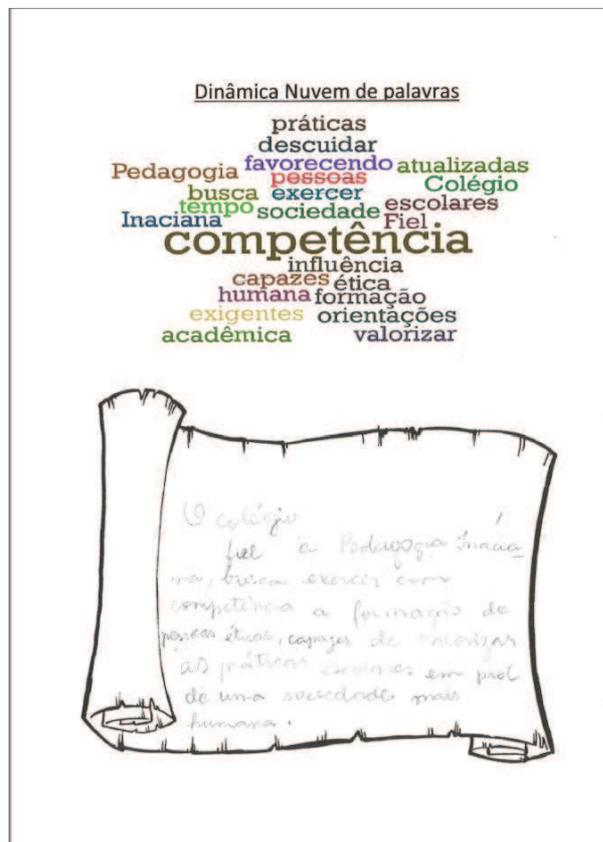 Dinâmica Nuvem de palavras
práticas
descuidar
Pedagogia favorecendo atualizadas
pessoas Colégio
busca exercer escolares
tempo sociedade Fiel
Inaciana
competência
influência
capazes ética
humana formação
exigentes orientações
acadêmica valorizar
O colégio
fiel à Pedagogia Inacia
na, busca exercer com
competência a formação de
pessoas éticas, capazes de valorizar
as práticas escolares em prol
de uma sociedade mais
humana.